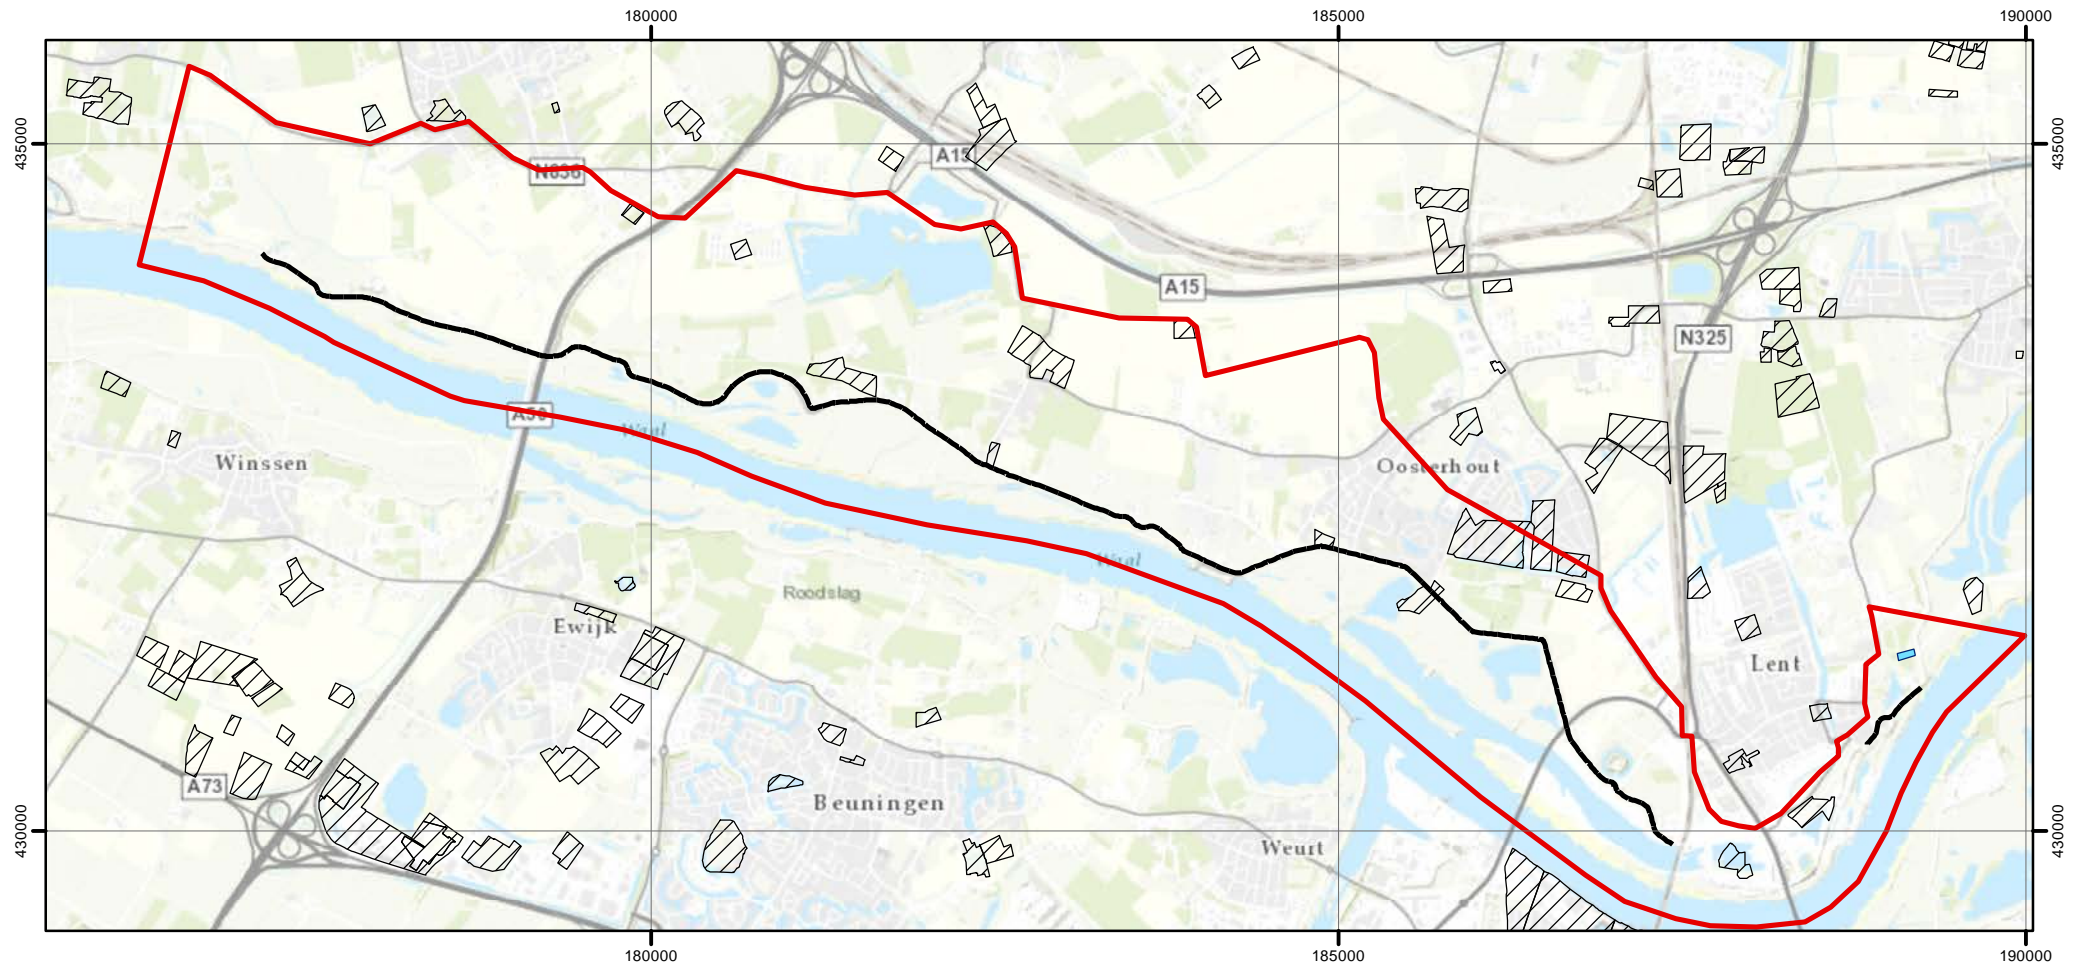 180000
185000
190000
435000
435000
A15
N836
A15
N325
A50
Waal
Winssen
Oosterhout
Waal
Roodslag
Ewijk
Lent
A73
Beuningen
430000
430000
Weurt
180000
185000
190000